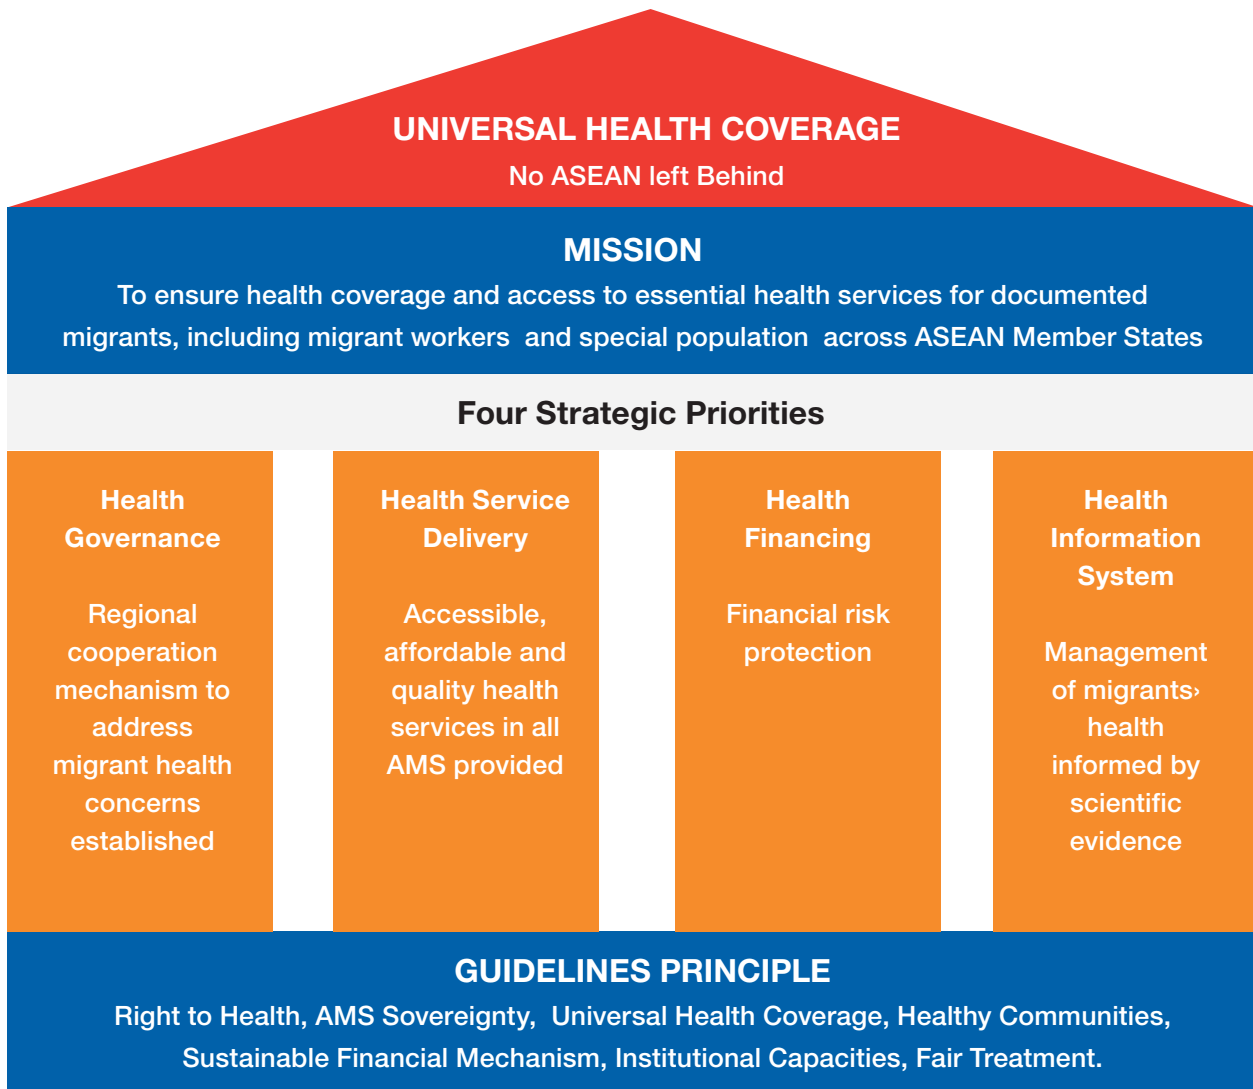 UNIVERSAL HEALTH COVERAGE
No ASEAN left Behind
MISSION
To ensure health coverage and access to essential health services for documented
migrants, including migrant workers and special population across ASEAN Member States
Four Strategic Priorities
Health
Governance
Regional
cooperation
mechanism to
address
migrant health
concerns
established
Health Service
Delivery
Accessible,
affordable and
quality health
services in all
AMS provided
Health
Financing
Financial risk
protection
Health
Information
System
Management
of migrants›
health
informed by
scientific
evidence
GUIDELINES PRINCIPLE
Right to Health, AMS Sovereignty, Universal Health Coverage, Healthy Communities,
Sustainable Financial Mechanism, Institutional Capacities, Fair Treatment.